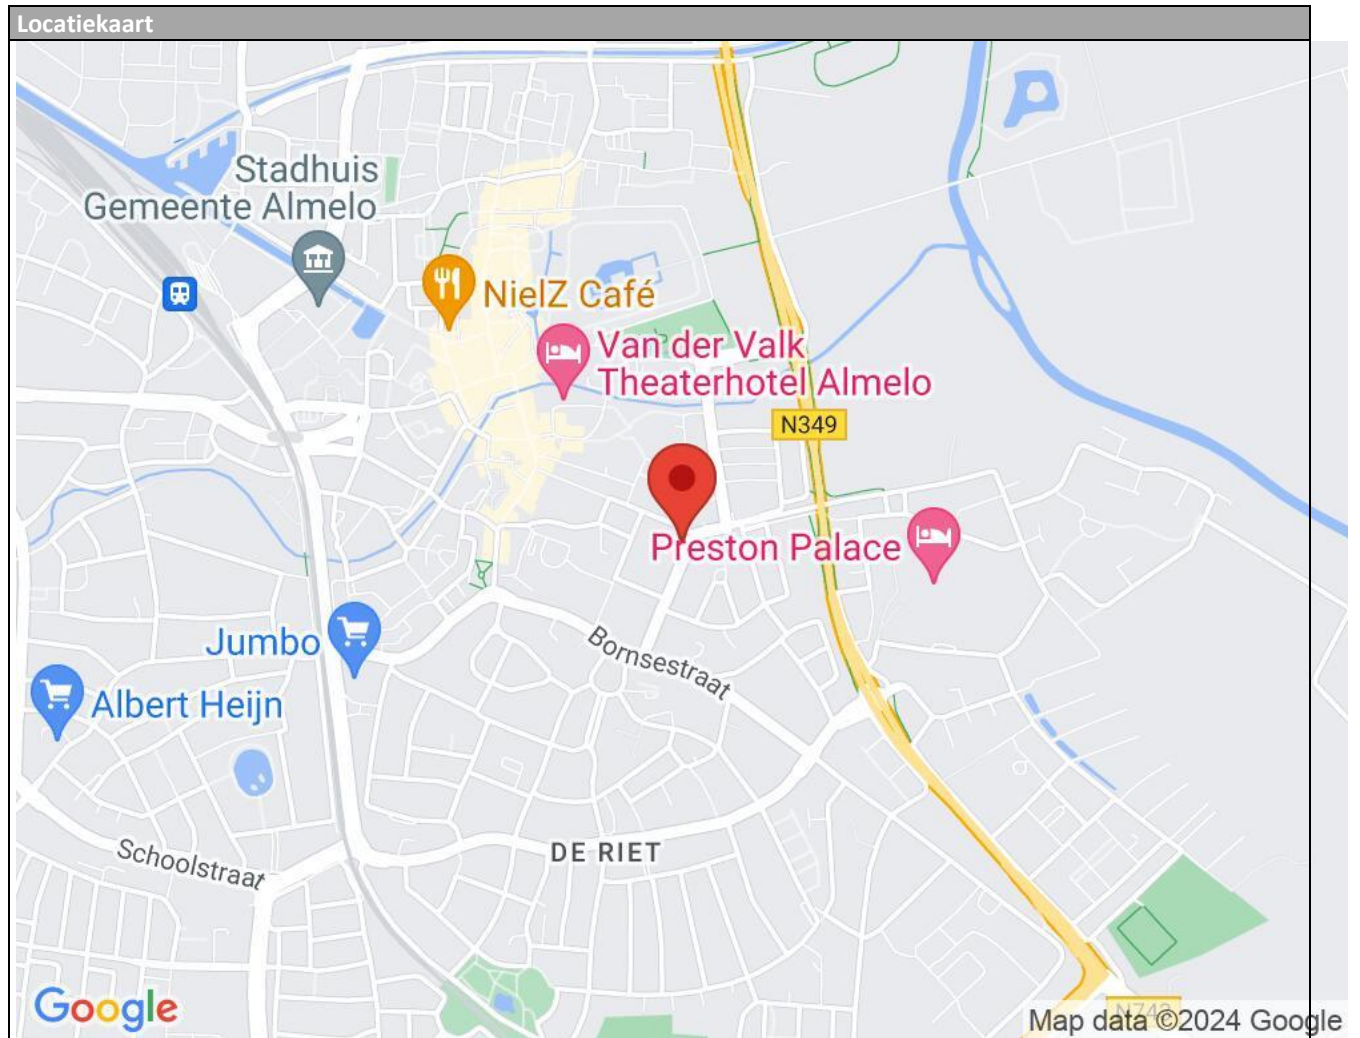 Locatiekaart
Stadhuis
Gemeente Almelo
NielZ Café
Van der Valk
Theaterhotel Almelo
N349
Preston Palace
Bornsestraat
Jumbo
Albert Heijn
Schoolstraat
DE RIET
N743
Google
Map data ©2024 Google